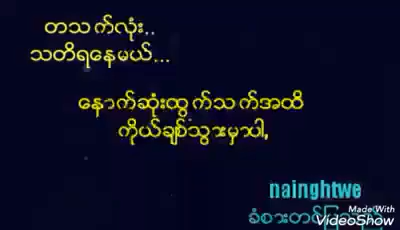 တသက်လုံး..
သတိရနေမယ်...
နောက်ဆုံးထွက်သက်အထိ
ကိုယ်ချစ်သွားမှာပါ,
nainghtwe
Made With
VideoShow